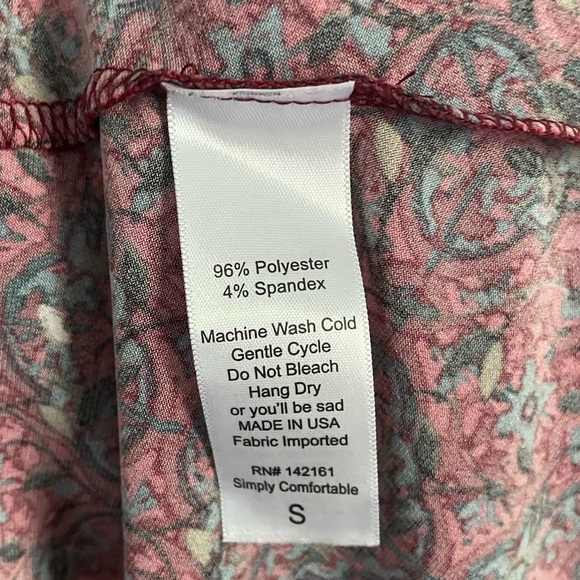 96% Polyester
4% Spandex
Machine Wash Cold
Gentle Cycle
Do Not Bleach
Hang Dry
or you'll be sad
MADE IN USA
Fabric Imported
RN# 142161
Simply Comfortable
S